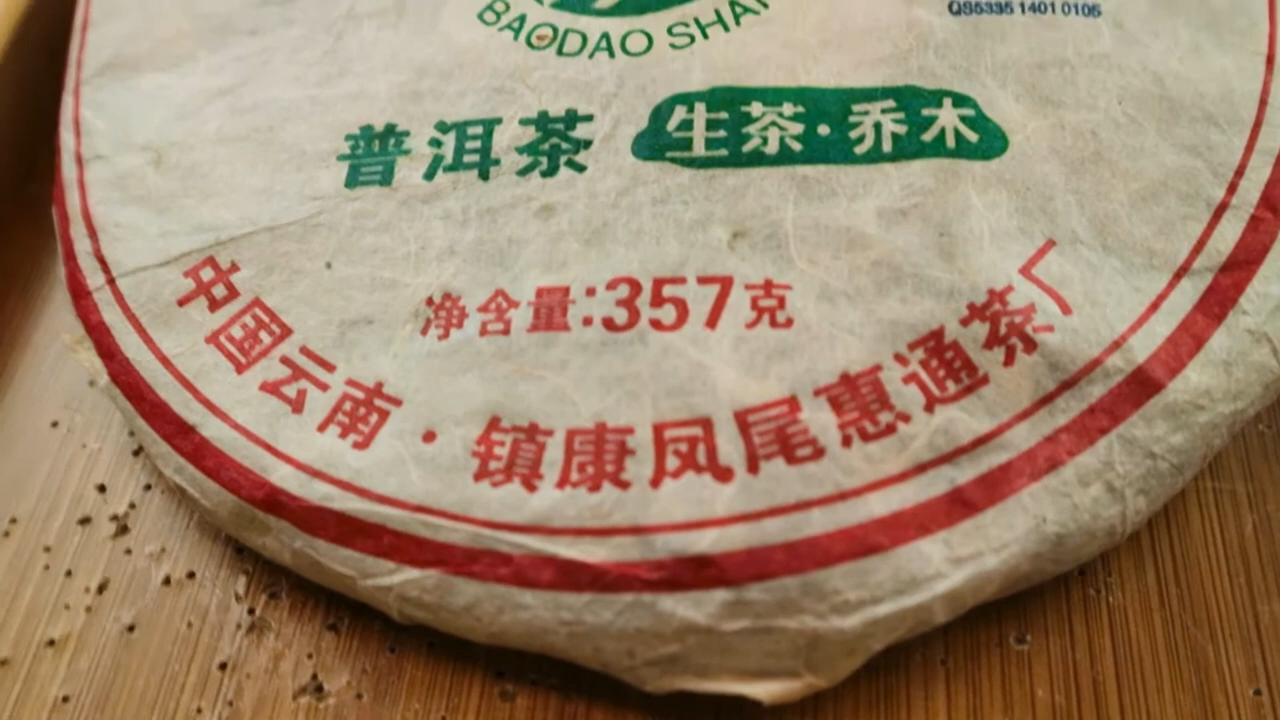 BAODAO SHAN
QS5335 1401 0105
普洱茶 生茶·乔木
净含量:357克
中国云南·镇康凤尾惠通茶厂